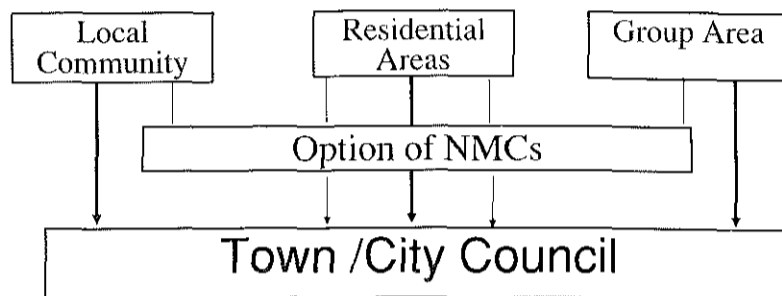 Local
Community
Residential
Areas
Group Area
Option of NMCs
Town /City Council